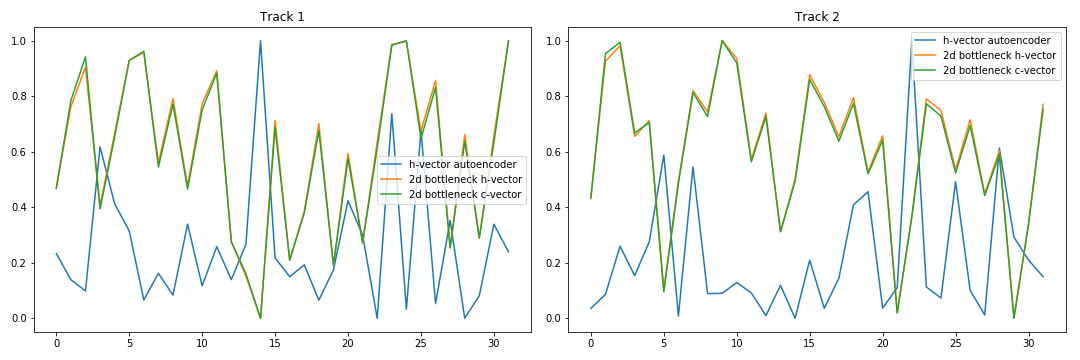 Track 1
1.0
0.8
0.6
0.4
0.2
0.0
h-vector autoencoder
2d bottleneck h-vector
2d bottleneck c-vector
0 5 10 15 20 25 30
Track 2
1.0
0.8
0.6
0.4
0.2
0.0
h-vector autoencoder
2d bottleneck h-vector
2d bottleneck c-vector
0 5 10 15 20 25 30